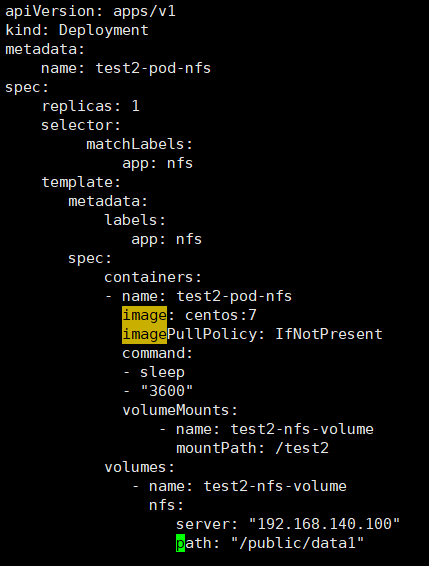 apiVersion: apps/v1
kind: Deployment
metadata:
    name: test2-pod-nfs
spec:
    replicas: 1
    selector:
         matchLabels:
             app: nfs
    template:
       metadata:
           labels:
              app: nfs
       spec:
           containers:
           - name: test2-pod-nfs
             image: centos:7
             imagePullPolicy: IfNotPresent
             command:
             - sleep
             - "3600"
             volumeMounts:
                 - name: test2-nfs-volume
                   mountPath: /test2
           volumes:
              - name: test2-nfs-volume
                nfs:
                   server: "192.168.140.100"
                   path: "/public/data1"